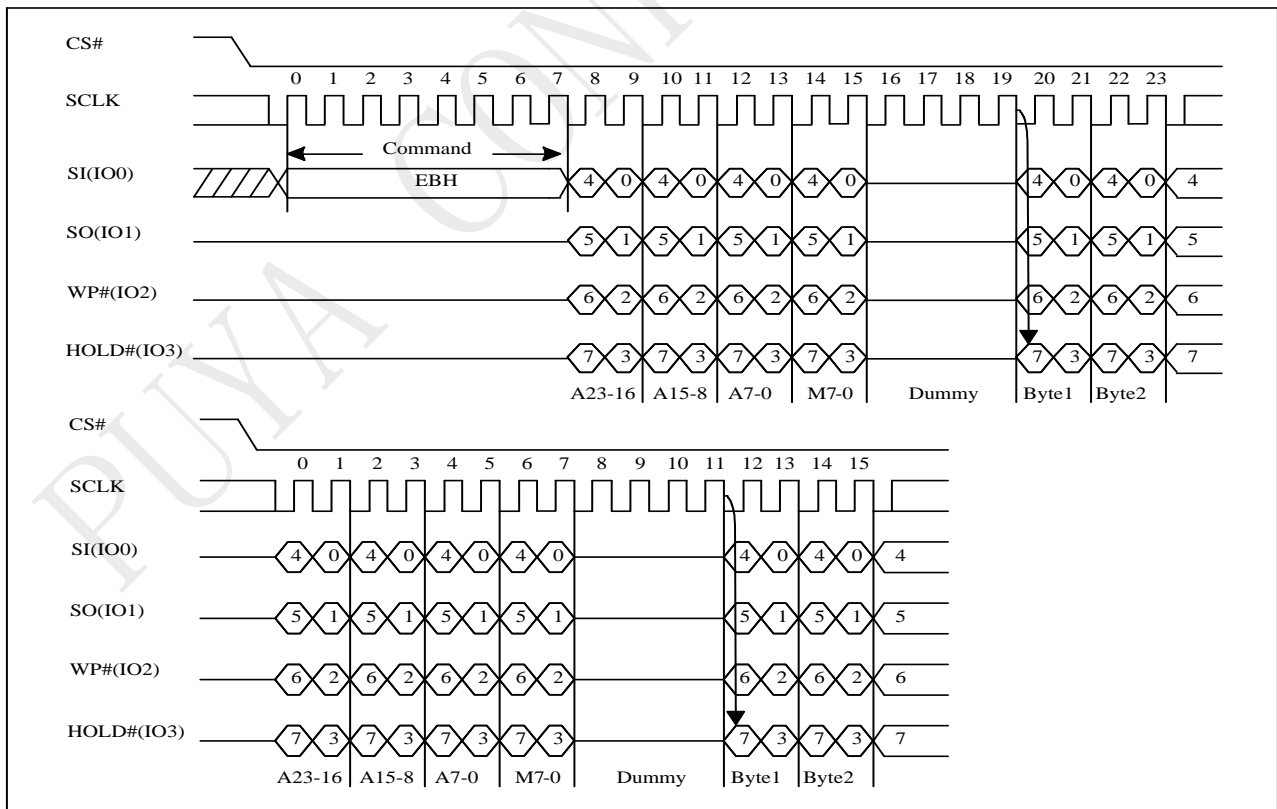 CS#
0 1 2 3 4 5 6 7 8 9 10 11 12 13 14 15 16 17 18 19 20 21 22 23
SCLK
Command
SI(IO0) EBH 4 0 4 0 4 0 4 0 4 0 4 0 4
SO(IO1) 5 1 5 1 5 1 5 1 5 1 5 1 5
WP#(IO2) 6 2 6 2 6 2 6 2 6 2 6 2 6
HOLD#(IO3) 7 3 7 3 7 3 7 3 7 3 7 3 7
A23-16 A15-8 A7-0 M7-0 Dummy Byte1 Byte2
CS#
0 1 2 3 4 5 6 7 8 9 10 11 12 13 14 15
SCLK
SI(IO0) 4 0 4 0 4 0 4 0 4 0 4 0 4
SO(IO1) 5 1 5 1 5 1 5 1 5 1 5 1 5
WP#(IO2) 6 2 6 2 6 2 6 2 6 2 6 2 6
HOLD#(IO3) 7 3 7 3 7 3 7 3 7 3 7 3 7
A23-16 A15-8 A7-0 M7-0 Dummy Byte1 Byte2
PUYA